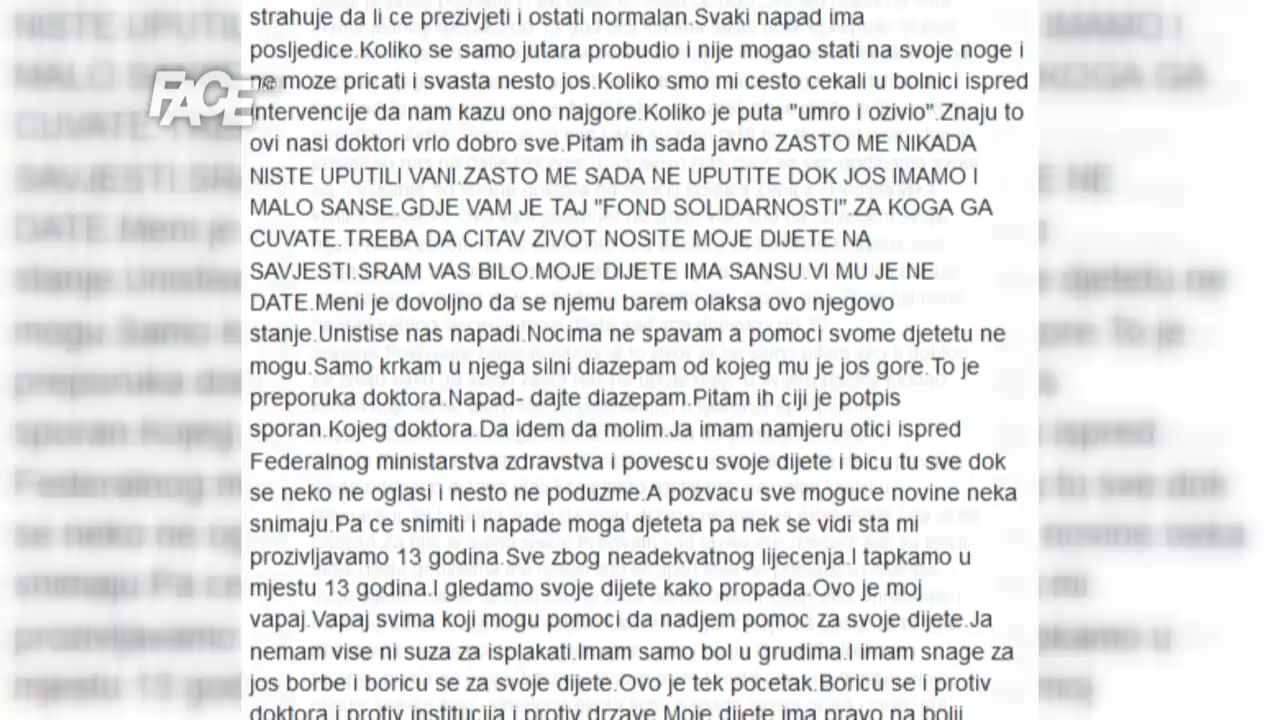 strahuje da li ce prezivjeti i ostati normalan.Svaki napad ima
posljedice.Koliko se samo jutara probudio i nije mogao stati na svoje noge i
ne moze pricati i svasta nesto jos.Koliko smo mi cesto cekali u bolnici ispred
FACE
intervencije da nam kazu ono najgore.Koliko je puta "umro i ozivio".Znaju to
ovi nasi doktori vrlo dobro sve.Pitam ih sada javno ZASTO ME NIKADA
NISTE UPUTILI VANI.ZASTO ME SADA NE UPUTITE DOK JOS IMAMO I
MALO SANSE.GDJE VAM JE TAJ "FOND SOLIDARNOSTI".ZA KOGA GA
CUVATE.TREBA DA CITAV ZIVOT NOSITE MOJE DIJETE NA
SAVJESTI.SRAM VAS BILO.MOJE DIJETE IMA SANSU.VI MU JE NE
DATE.Meni je dovoljno da se njemu barem olaksa ovo njegovo
stanje.Unistise nas napadi.Nocima ne spavam a pomoci svome djetetu ne
mogu.Samo krkam u njega silni diazepam od kojeg mu je jos gore.To je
preporuka doktora.Napad- dajte diazepam.Pitam ih ciji je potpis
sporan.Kojeg doktora.Da idem da molim.Ja imam namjeru otici ispred
Federalnog ministarstva zdravstva i povescu svoje dijete i bicu tu sve dok
se neko ne oglasi i nesto ne poduzme.A pozvacu sve moguce novine neka
snimaju.Pa ce snimiti i napade moga djeteta pa nek se vidi sta mi
prozivljavamo 13 godina.Sve zbog neadekvatnog lijecenja.I tapkamo u
mjestu 13 godina.I gledamo svoje dijete kako propada.Ovo je moj
vapaj.Vapaj svima koji mogu pomoci da nadjem pomoc za svoje dijete.Ja
nemam vise ni suza za isplakati.Imam samo bol u grudima.I imam snage za
jos borbe i boricu se za svoje dijete.Ovo je tek pocetak.Boricu se i protiv
doktora i protiv institucija i protiv drzave.Moje dijete ima pravo na bolji